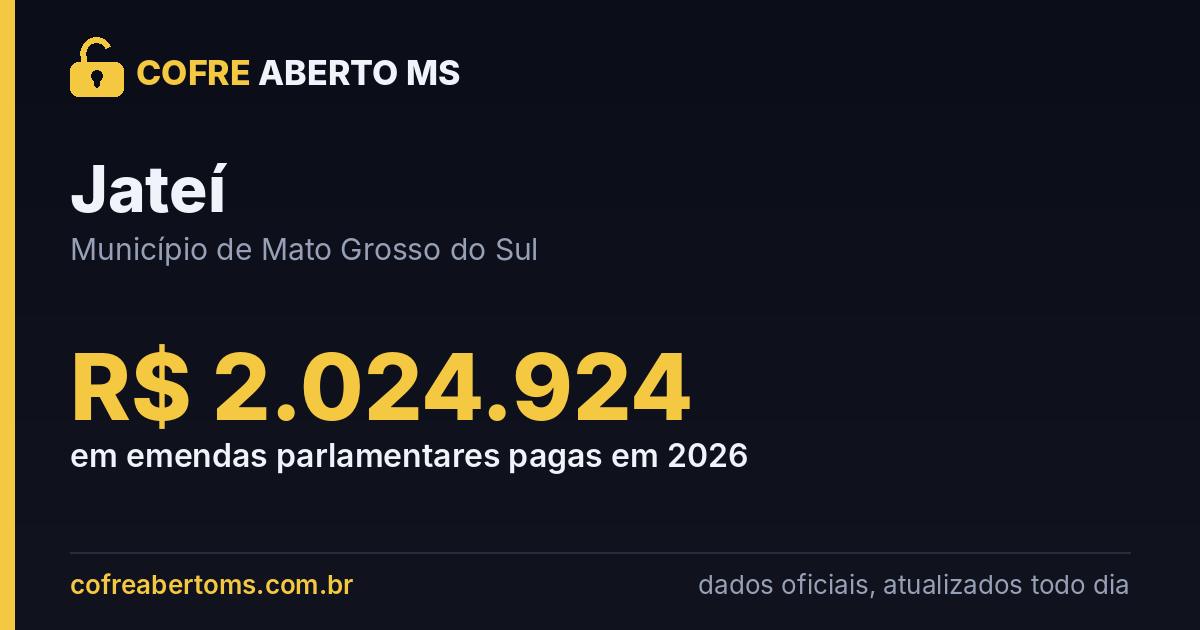 COFRE ABERTO MS
Jateí
Município de Mato Grosso do Sul
R$ 2.024.924
em emendas parlamentares pagas em 2026
cofreabertoms.com.br
dados oficiais, atualizados todo dia